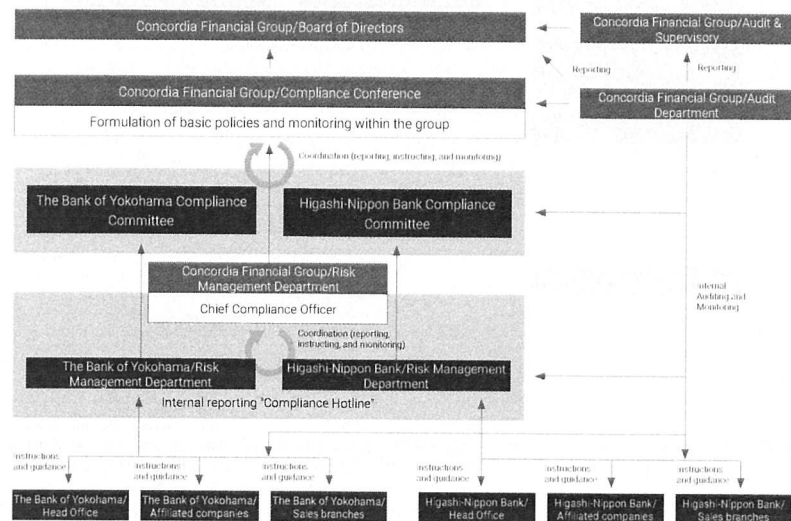 Concordia Financial Group/Board of Directors
Concordia Financial Group/Audit &
Supervisory
Reporting
Reporting
Concordia Financial Group/Compliance Conference
Formulation of basic policies and monitoring within the group
Concordia Financial Group/Audit
Department
Coordination (reporting, instructing, and monitoring)
The Bank of Yokohama Compliance
Committee
Higashi-Nippon Bank Compliance
Committee
Concordia Financial Group/Risk
Management Department
Chief Compliance Officer
Internal
Auditing and
Monitoring
Coordination (reporting,
instructing, and monitoring)
The Bank of Yokohama/Risk
Management Department
Higashi-Nippon Bank/Risk Management
Department
Internal reporting "Compliance Hotline"
instructions
and guidance
instructions
and guidance
instructions
and guidance
instructions
and guidance
instructions
and guidance
instructions
and guidance
The Bank of Yokohama/
Head Office
The Bank of Yokohama/
Affiliated companies
The Bank of Yokohama/
Sales branches
Higashi-Nippon Bank/
Head Office
Higashi-Nippon Bank/
Affiliated companies
Higashi-Nippon Bank/
Sales branches